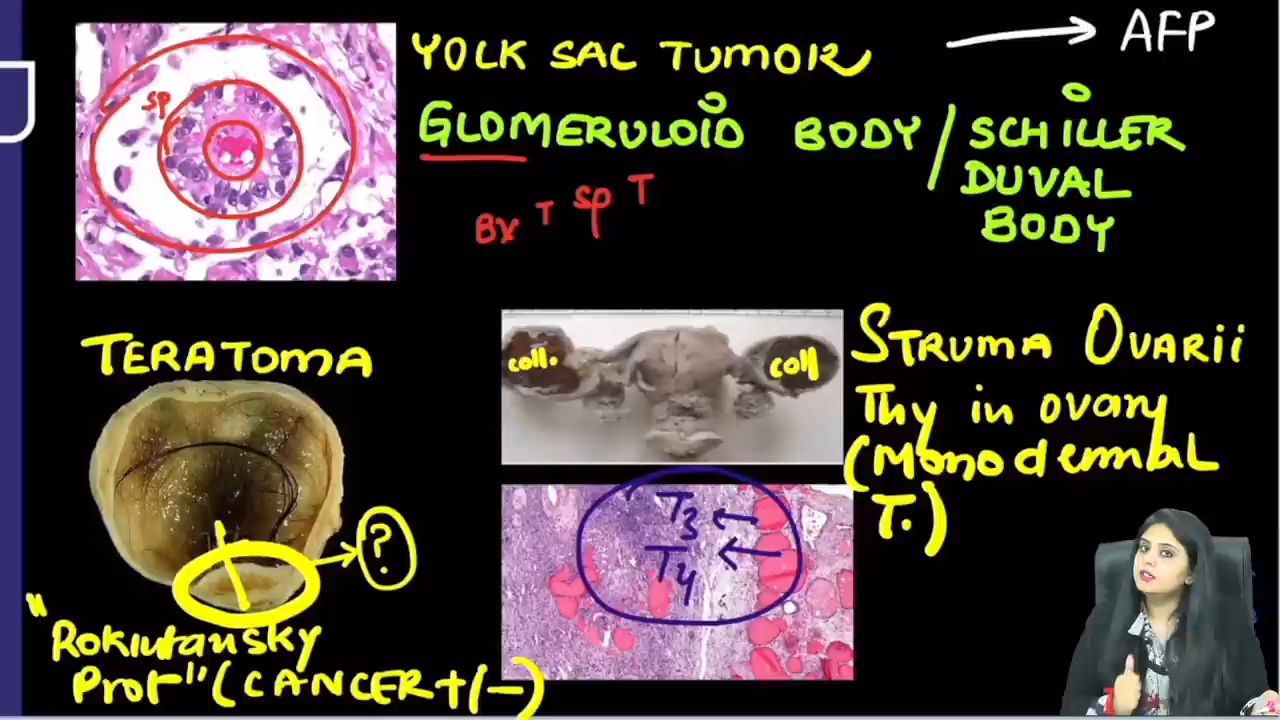 YOLK SAC TUMOR → AFP
GLOMERULOID BODY / SCHILLER
DUVAL
BODY
SP
Bx T SP T
TERATOMA
?
"Rokiutansky
Prot" (CANCER +/-)
coll.
coll
STRUMA OVARII
Thy in ovary
(Monodermal
T.)
T3 ←
T4 ←